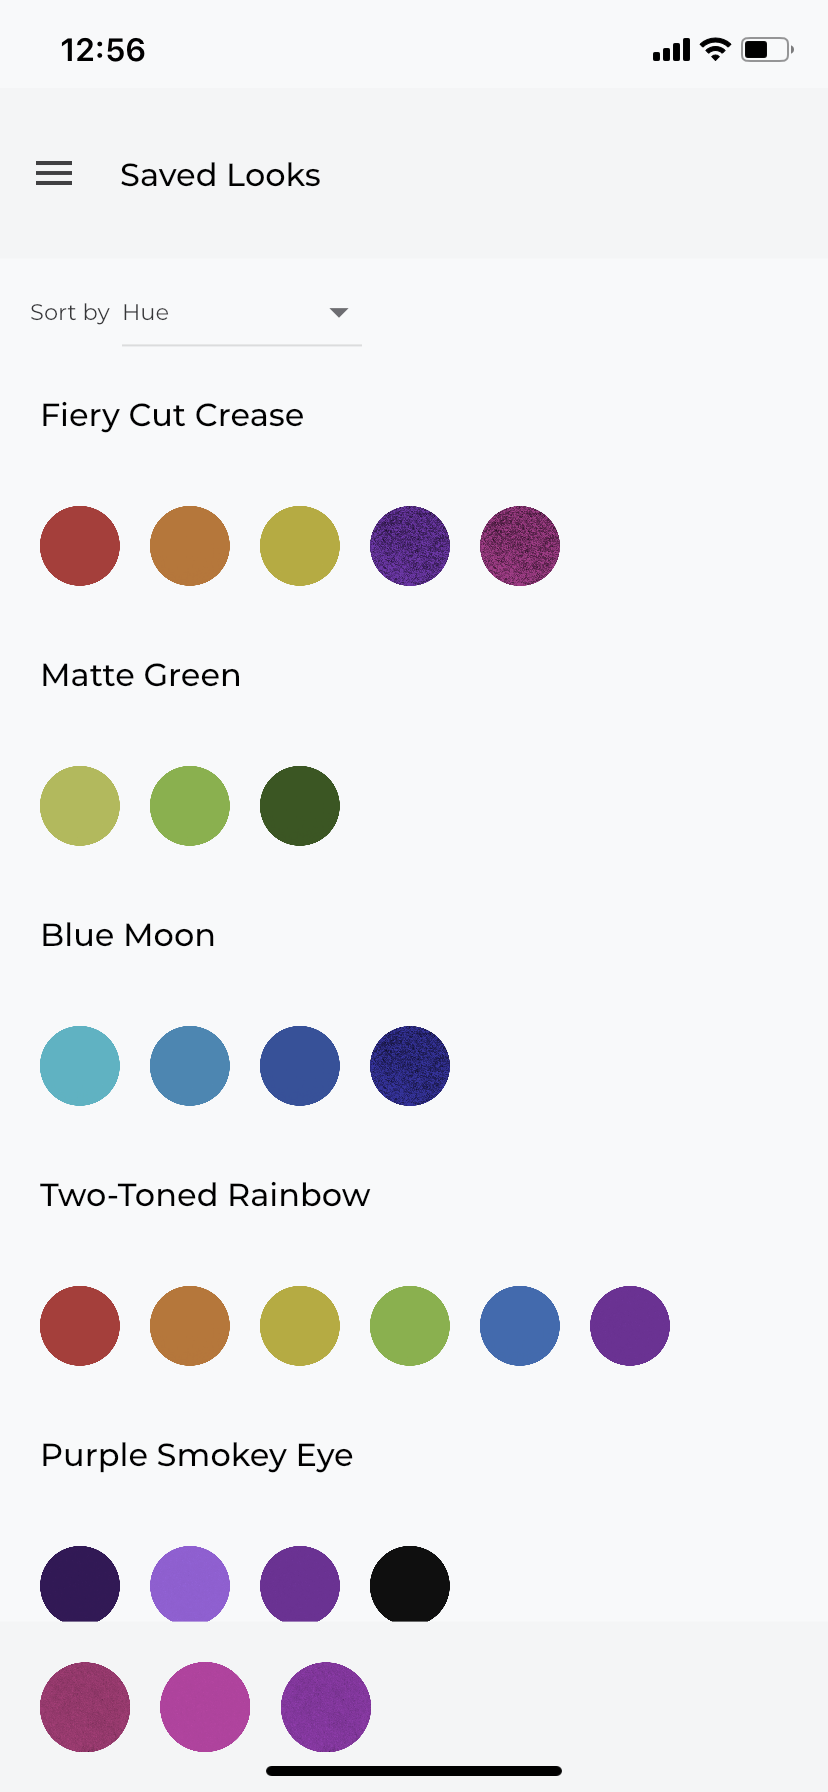 12:56
Saved Looks
Sort by Hue
Fiery Cut Crease
Matte Green
Blue Moon
Two-Toned Rainbow
Purple Smokey Eye